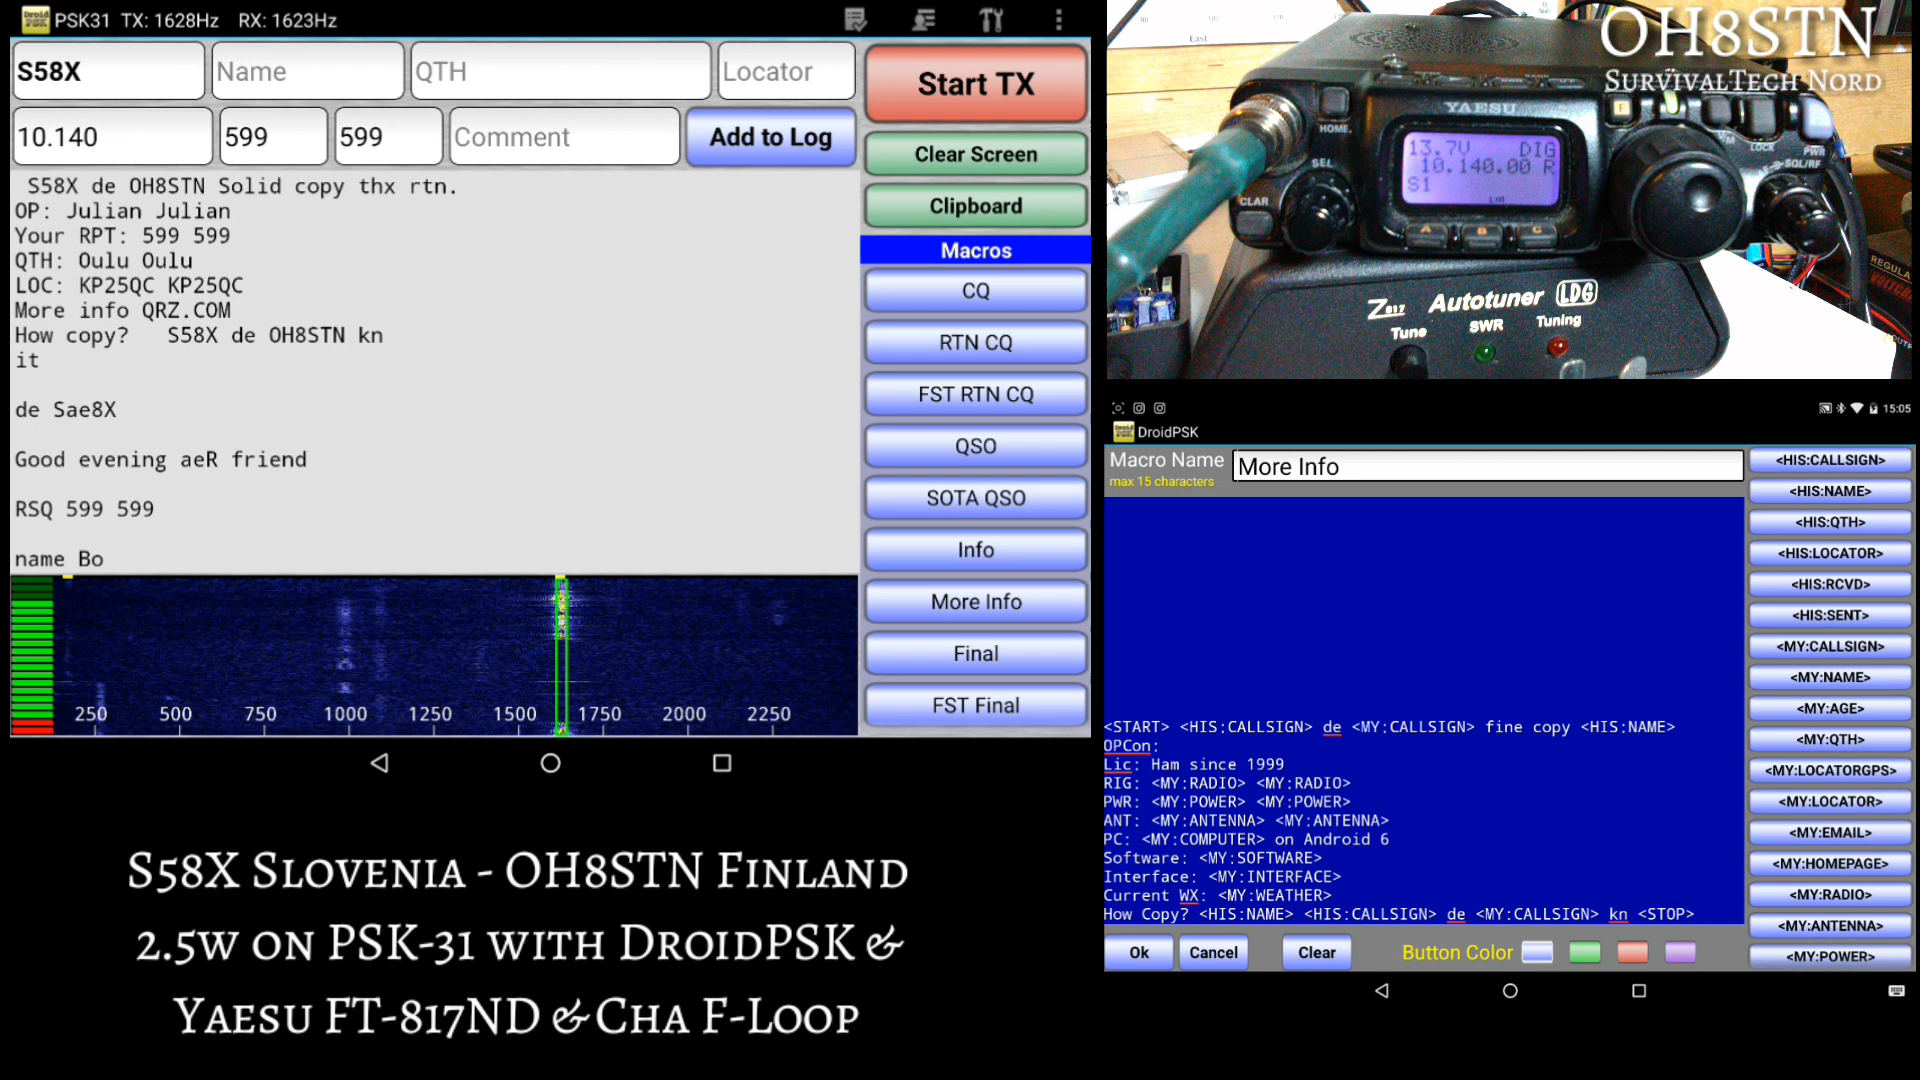 PSK31 TX: 1628Hz RX: 1623Hz
S58X Name QTH Locator
10.140 599 599 Comment Add to Log
S58X de OH8STN Solid copy thx rtn.
OP: Julian Julian
Your RPT: 599 599
QTH: Oulu Oulu
LOC: KP25QC KP25QC
More info QRZ.COM
How copy? S58X de OH8STN kn
it
de Sae8X
Good evening aeR friend
RSQ 599 599
name Bo
250 500 750 1000 1250 1500 1750 2000 2250
Start TX
Clear Screen
Clipboard
Macros
CQ
RTN CQ
FST RTN CQ
QSO
SOTA QSO
Info
More Info
Final
FST Final
S58X Slovenia - OH8STN Finland
2.5w on PSK-31 with DroidPSK &
Yaesu FT-817ND & Cha F-Loop
OH8STN
SurvivalTech Nord
East
YAESU
HOME
SEL
CLAR
13.7V DIG
10.140.00 R
S1
A B C
F
LOCK
PWR
SQL/RF
REGULA
Z817 Autotuner LDG
Tune SWR Tuning
15:05
DroidPSK
Macro Name More Info
max 15 characters
<START> <HIS:CALLSIGN> de <MY:CALLSIGN> fine copy <HIS:NAME>
OPCon:
Lic: Ham since 1999
RIG: <MY:RADIO> <MY:RADIO>
PWR: <MY:POWER> <MY:POWER>
ANT: <MY:ANTENNA> <MY:ANTENNA>
PC: <MY:COMPUTER> on Android 6
Software: <MY:SOFTWARE>
Interface: <MY:INTERFACE>
Current WX: <MY:WEATHER>
How Copy? <HIS:NAME> <HIS:CALLSIGN> de <MY:CALLSIGN> kn <STOP>
Ok Cancel Clear Button Color
<HIS:CALLSIGN>
<HIS:NAME>
<HIS:QTH>
<HIS:LOCATOR>
<HIS:RCVD>
<HIS:SENT>
<MY:CALLSIGN>
<MY:NAME>
<MY:AGE>
<MY:QTH>
<MY:LOCATORGPS>
<MY:LOCATOR>
<MY:EMAIL>
<MY:HOMEPAGE>
<MY:RADIO>
<MY:ANTENNA>
<MY:POWER>